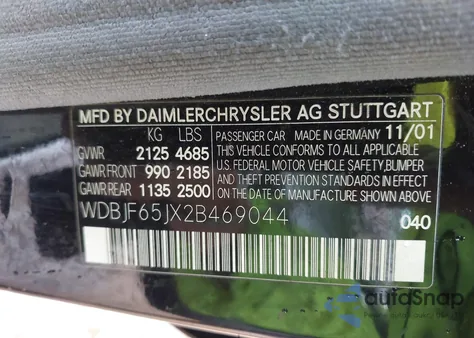 MFD BY DAIMLERCHRYSLER AG STUTTGART
KG LBS
GVWR 2125 4685
GAWR FRONT 990 2185
GAWR REAR 1135 2500
PASSENGER CAR MADE IN GERMANY 11/01
THIS VEHICLE CONFORMS TO ALL APPLICABLE
U.S. FEDERAL MOTOR VEHICLE SAFETY, BUMPER
AND THEFT PREVENTION STANDARDS IN EFFECT
ON THE DATE OF MANUFACTURE SHOWN ABOVE.
WDBJF65JX2B469044
040
autosnap